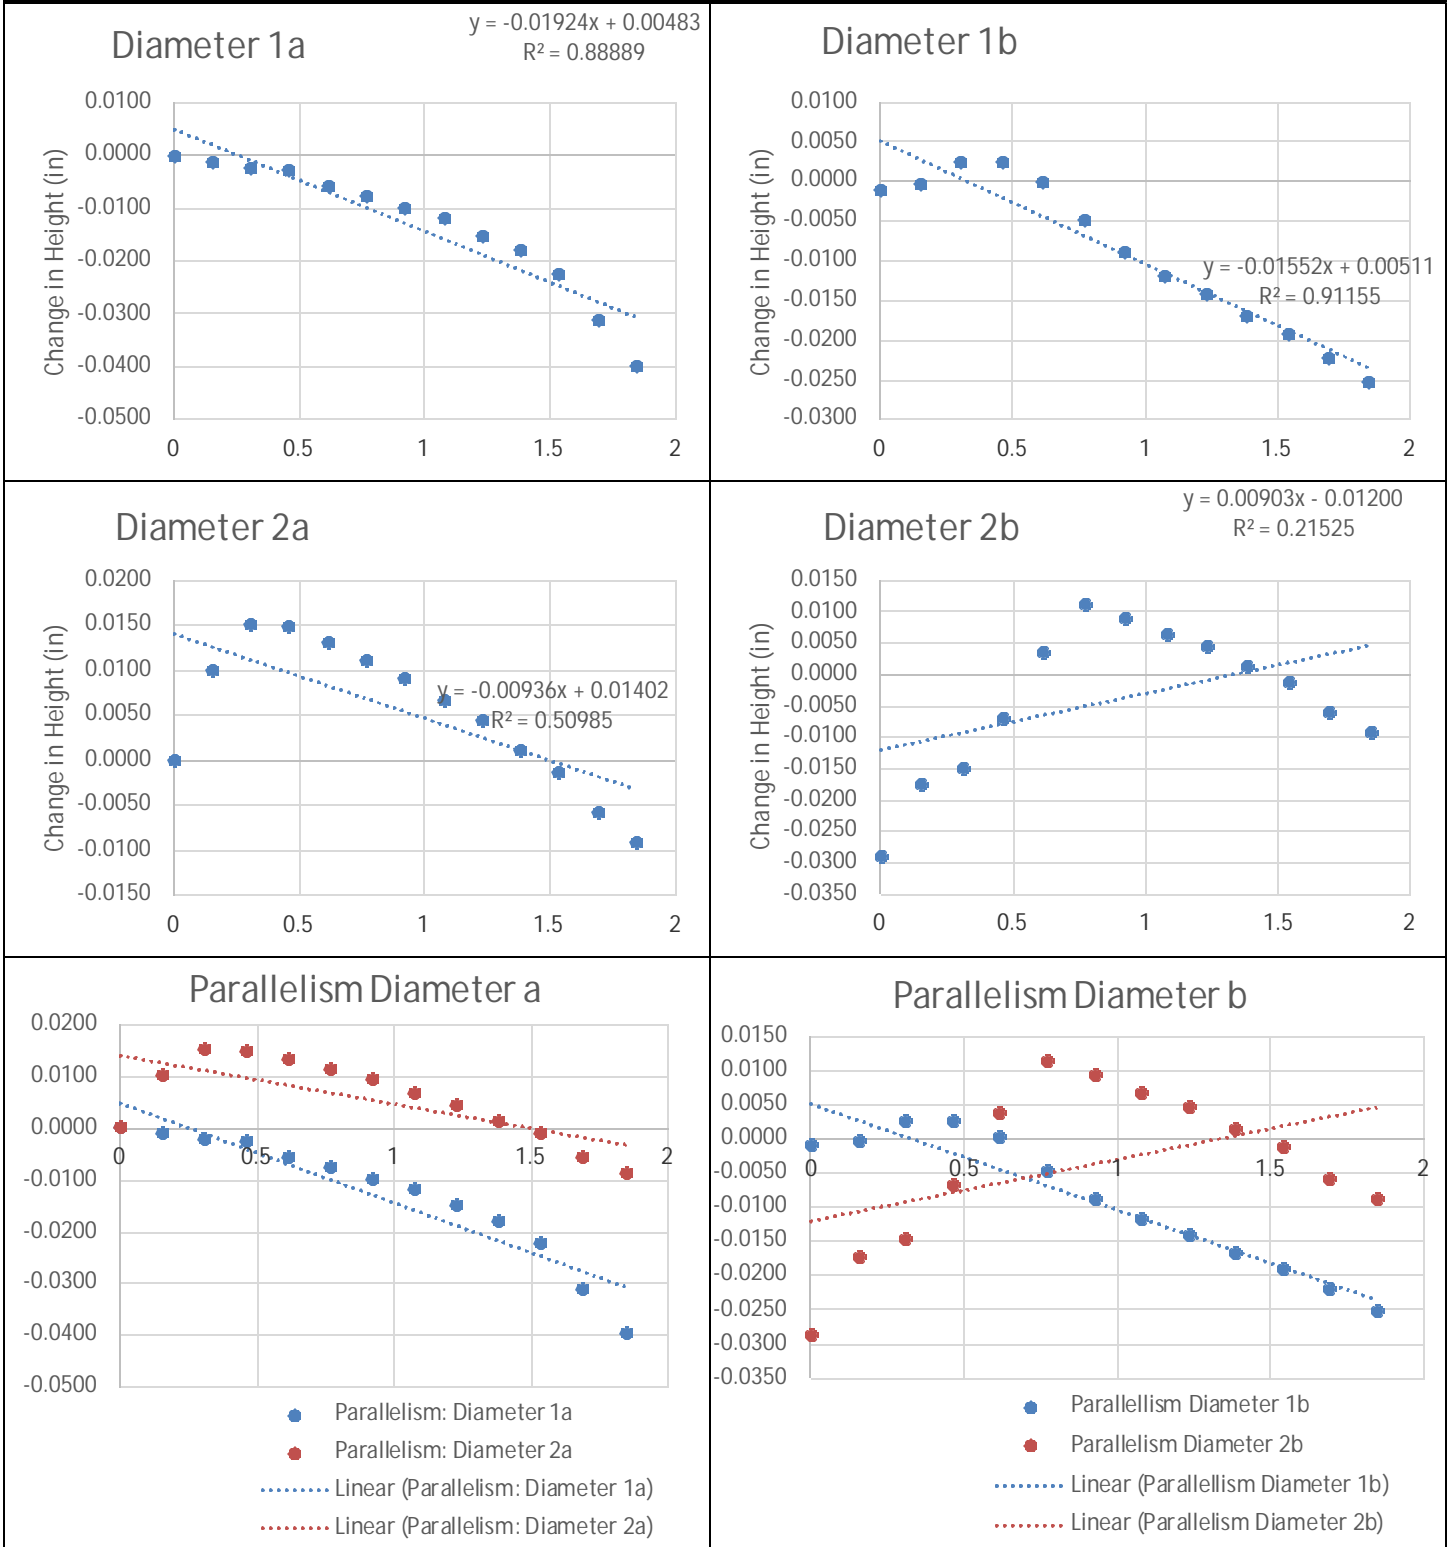 Diameter 1a
y = -0.01924x + 0.00483
R² = 0.88889
0.0100
0.0000
-0.0100
-0.0200
-0.0300
-0.0400
-0.0500
Change in Height (in)
0 0.5 1 1.5 2
Diameter 1b
0.0100
0.0050
0.0000
-0.0050
-0.0100
-0.0150
-0.0200
-0.0250
-0.0300
Change in Height (in)
y = -0.01552x + 0.00511
R² = 0.91155
0 0.5 1 1.5 2
Diameter 2a
0.0200
0.0150
0.0100
0.0050
0.0000
-0.0050
-0.0100
-0.0150
Change in Height (in)
y = -0.00936x + 0.01402
R² = 0.50985
0 0.5 1 1.5 2
Diameter 2b
y = 0.00903x - 0.01200
R² = 0.21525
0.0150
0.0100
0.0050
0.0000
-0.0050
-0.0100
-0.0150
-0.0200
-0.0250
-0.0300
-0.0350
Change in Height (in)
0 0.5 1 1.5 2
Parallelism Diameter a
0.0200
0.0100
0.0000
-0.0100
-0.0200
-0.0300
-0.0400
-0.0500
0 0.5 1 1.5 2
Parallelism: Diameter 1a
Parallelism: Diameter 2a
Linear (Parallelism: Diameter 1a)
Linear (Parallelism: Diameter 2a)
Parallelism Diameter b
0.0150
0.0100
0.0050
0.0000
-0.0050
-0.0100
-0.0150
-0.0200
-0.0250
-0.0300
-0.0350
0 0.5 1 1.5 2
Parallellism Diameter 1b
Parallelism Diameter 2b
Linear (Parallellism Diameter 1b)
Linear (Parallelism Diameter 2b)